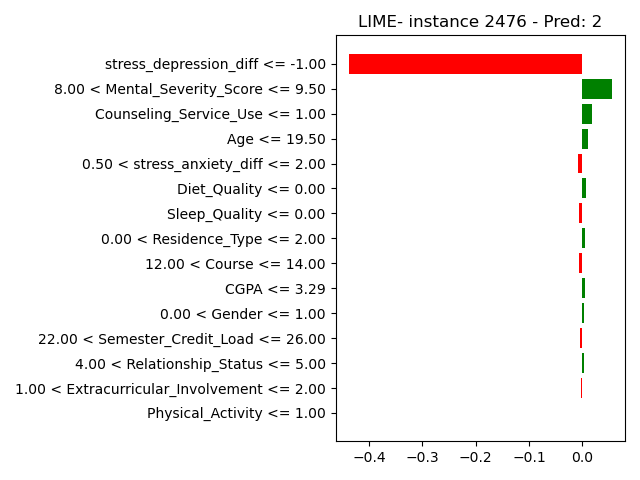 LIME- instance 2476 - Pred: 2
stress_depression_diff <= -1.00
8.00 < Mental_Severity_Score <= 9.50
Counseling_Service_Use <= 1.00
Age <= 19.50
0.50 < stress_anxiety_diff <= 2.00
Diet_Quality <= 0.00
Sleep_Quality <= 0.00
0.00 < Residence_Type <= 2.00
12.00 < Course <= 14.00
CGPA <= 3.29
0.00 < Gender <= 1.00
22.00 < Semester_Credit_Load <= 26.00
4.00 < Relationship_Status <= 5.00
1.00 < Extracurricular_Involvement <= 2.00
Physical_Activity <= 1.00
−0.4 −0.3 −0.2 −0.1 0.0